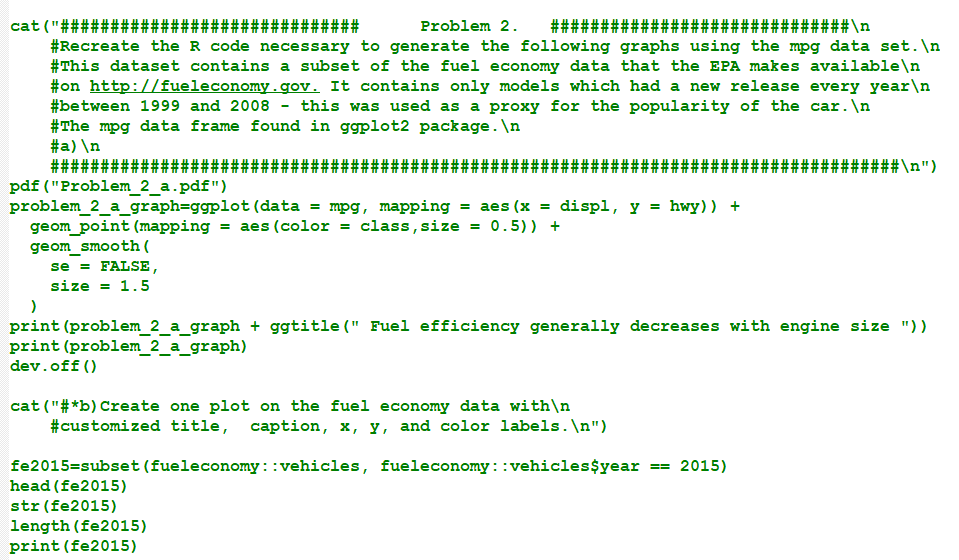 cat("############################## Problem 2. ##############################\n
#Recreate the R code necessary to generate the following graphs using the mpg data set.\n
#This dataset contains a subset of the fuel economy data that the EPA makes available\n
#on http://fueleconomy.gov. It contains only models which had a new release every year\n
#between 1999 and 2008 - this was used as a proxy for the popularity of the car.\n
#The mpg data frame found in ggplot2 package.\n
#a)\n
#####################################################################################\n")
pdf("Problem_2_a.pdf")
problem_2_a_graph=ggplot(data = mpg, mapping = aes(x = displ, y = hwy)) +
  geom_point(mapping = aes(color = class,size = 0.5)) +
  geom_smooth(
    se = FALSE,
    size = 1.5
  )
print(problem_2_a_graph + ggtitle(" Fuel efficiency generally decreases with engine size "))
print(problem_2_a_graph)
dev.off()
cat("#*b)Create one plot on the fuel economy data with\n
    #customized title,  caption, x, y, and color labels.\n")
fe2015=subset(fueleconomy::vehicles, fueleconomy::vehicles$year == 2015)
head(fe2015)
str(fe2015)
length(fe2015)
print(fe2015)